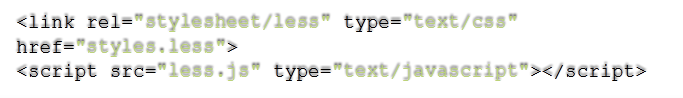 <link rel="stylesheet/less" type="text/css"
href="styles.less">
<script src="less.js" type="text/javascript"></script>